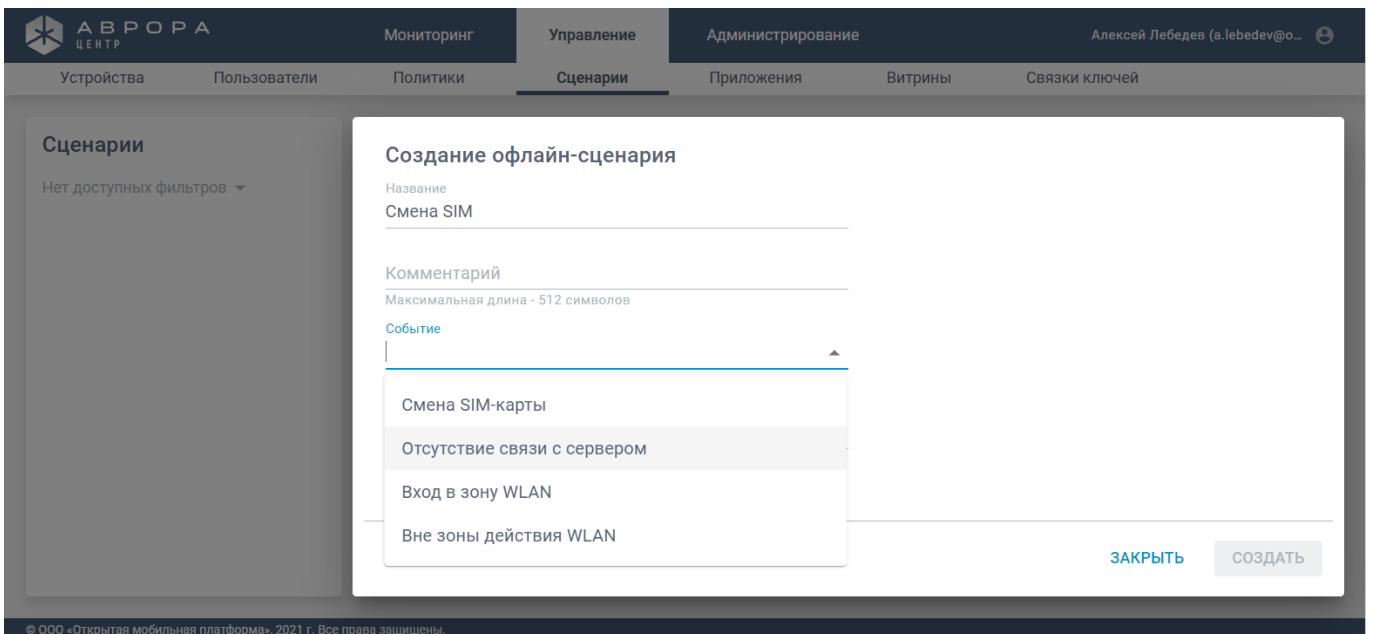 АВРОРА
ЦЕНТР
Мониторинг Управление Администрирование Алексей Лебедев (a.lebedev@o...
Устройства Пользователи Политики Сценарии Приложения Витрины Связки ключей
Сценарии
Нет доступных фильтров
Создание офлайн-сценария
Название
Смена SIM
Комментарий
Максимальная длина - 512 символов
Событие
Смена SIM-карты
Отсутствие связи с сервером
Вход в зону WLAN
Вне зоны действия WLAN
ЗАКРЫТЬ СОЗДАТЬ
© ООО «Открытая мобильная платформа», 2021 г. Все права защищены.